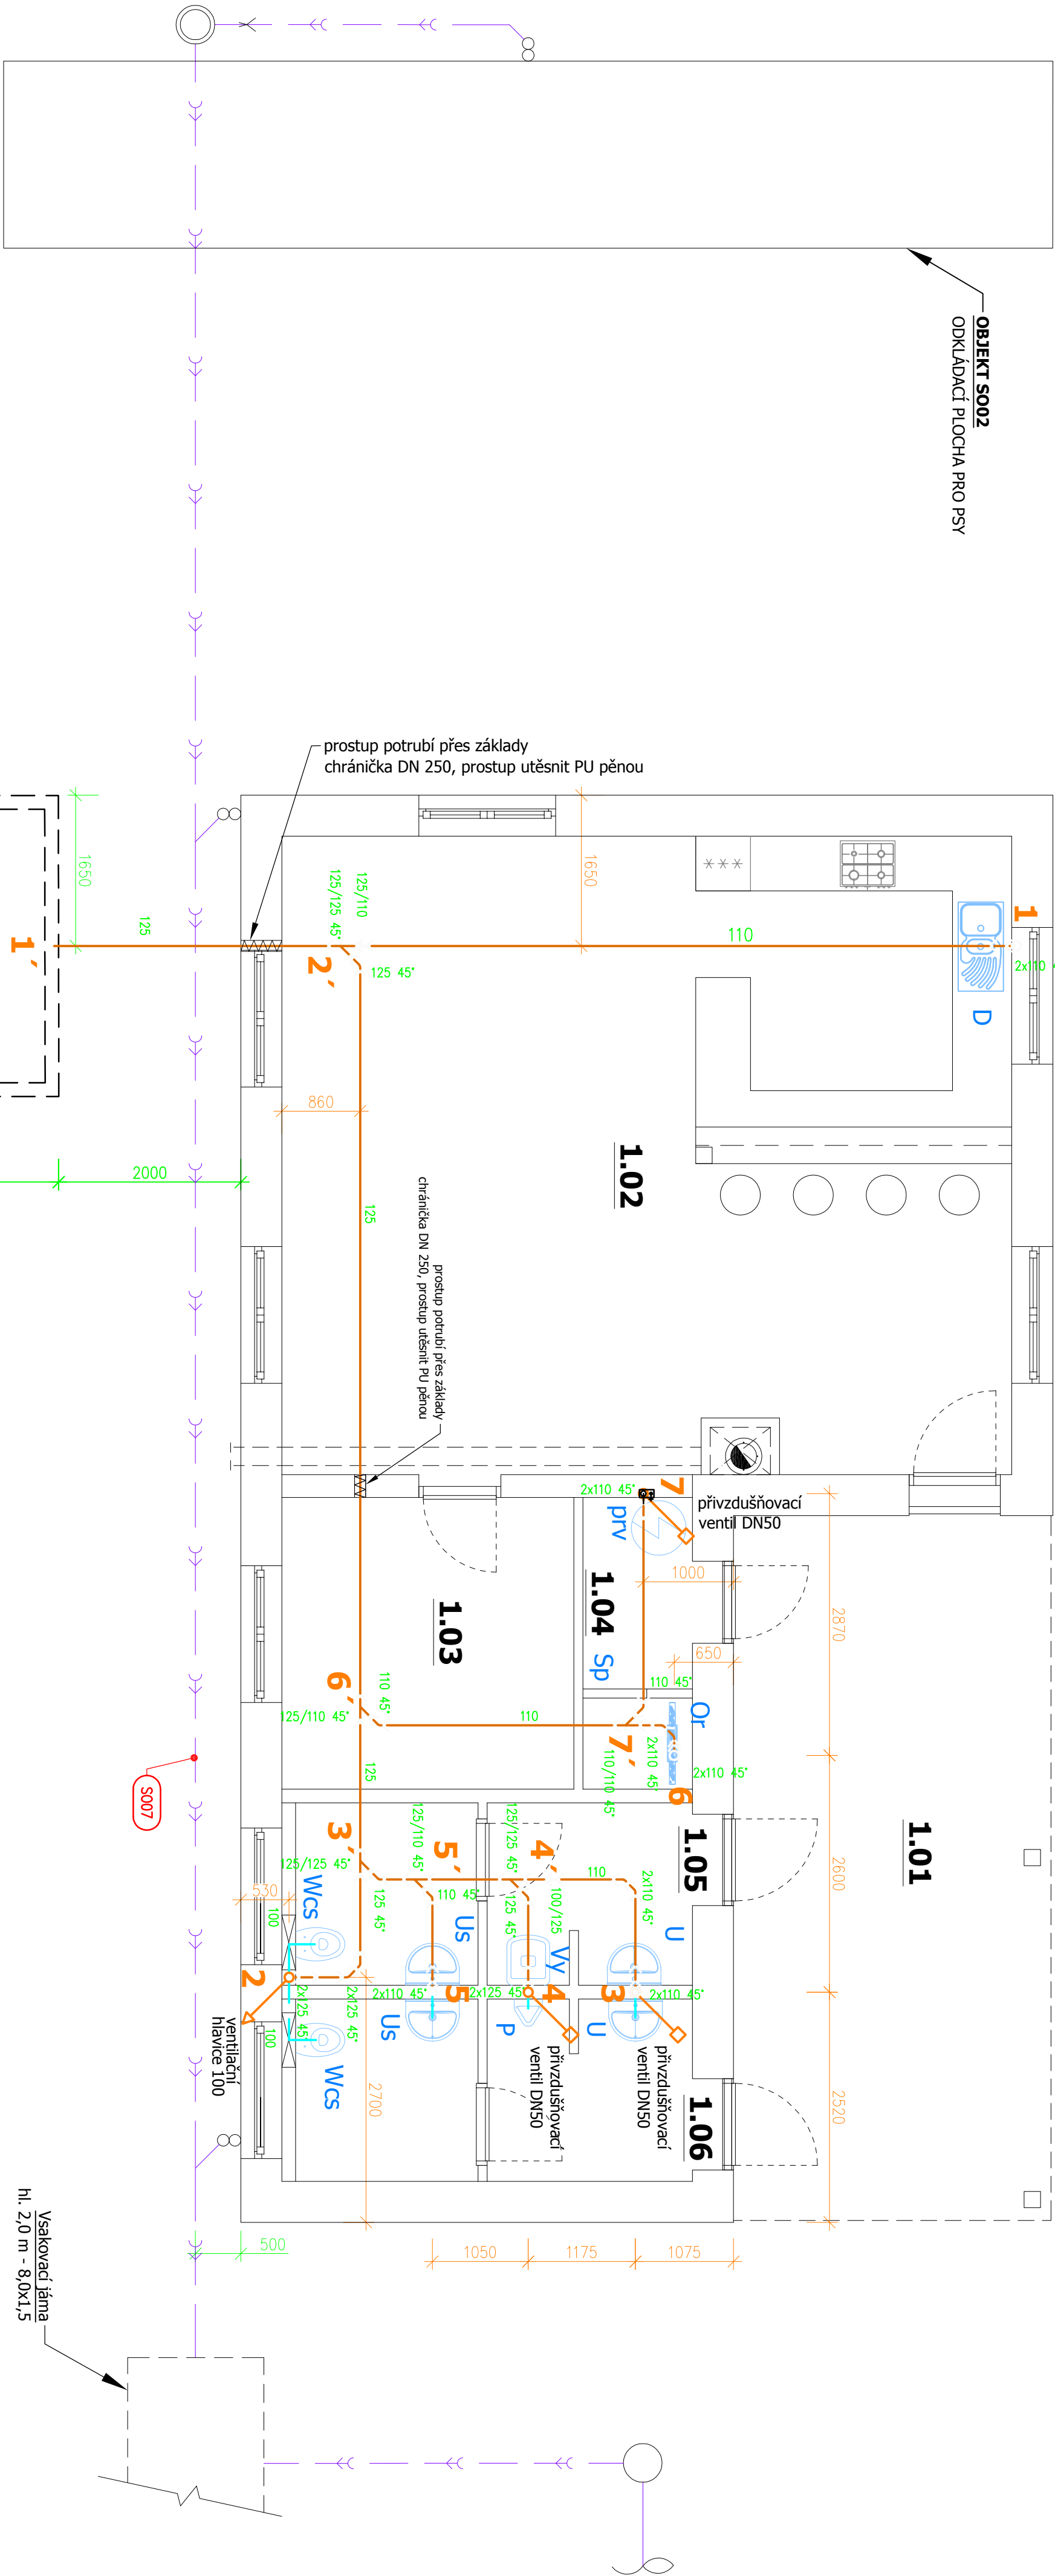 OBJEKT SO02
ODKLÁDACÍ PLOCHA PRO PSY
prostup potrubí přes základy
chránička DN 250, prostup utěsnit PU pěnou
1650
1650
125
1´
125/110
125/125 45°
2´
125 45°
110
1
2x110
D
860
2000
125
1.02
prostup potrubí přes základy
chránička DN 250, prostup utěsnit PU pěnou
2x110 45°
7
přivzdušňovací
ventil DN50
prv
1.04
1000
2870
1.03
Sp
650
6´
110 45°
125/110 45°
110
110 45°
Or
7´
2x110 45°
110/110 45°
2x110 45°
6
125
SO07
3´
125/125 45°
125/110 45°
5´
125/125 45°
4´
110
1.05
1.01
2600
2x110 45°
110 45°
100/125
125 45°
125 45°
530
100
Wcs
Us
Vy
U
2
2x125 45°
2x125 45°
2x110 45°
5
2x125 45°
4
3
2x110 45°
100
ventilační
hlavice 100
Wcs
Us
P
U
přivzdušňovací
ventil DN50
přivzdušňovací
ventil DN50
2700
1.06
2520
500
1050
1175
1075
Vsakovací jáma
hl. 2,0 m - 8,0x1,5